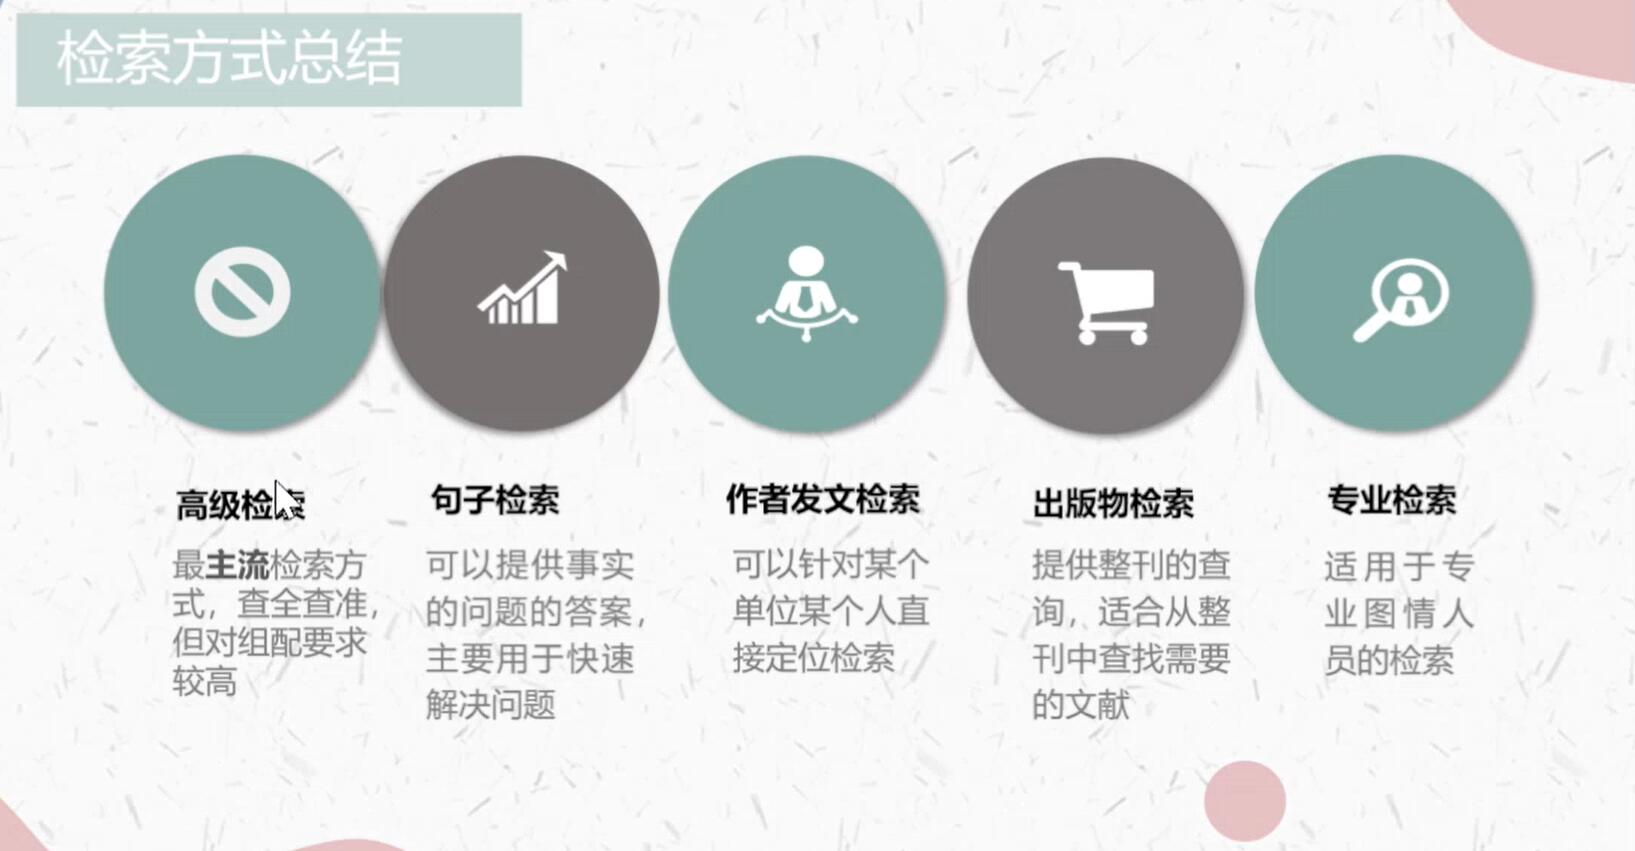 检索方式总结
高级检索
最主流检索方
式，查全查准，
但对组配要求
较高
句子检索
可以提供事实
的问题的答案，
主要用于快速
解决问题
作者发文检索
可以针对某个
单位某个人直
接定位检索
出版物检索
提供整刊的查
询，适合从整
刊中查找需要
的文献
专业检索
适用于专
业图情人
员的检索